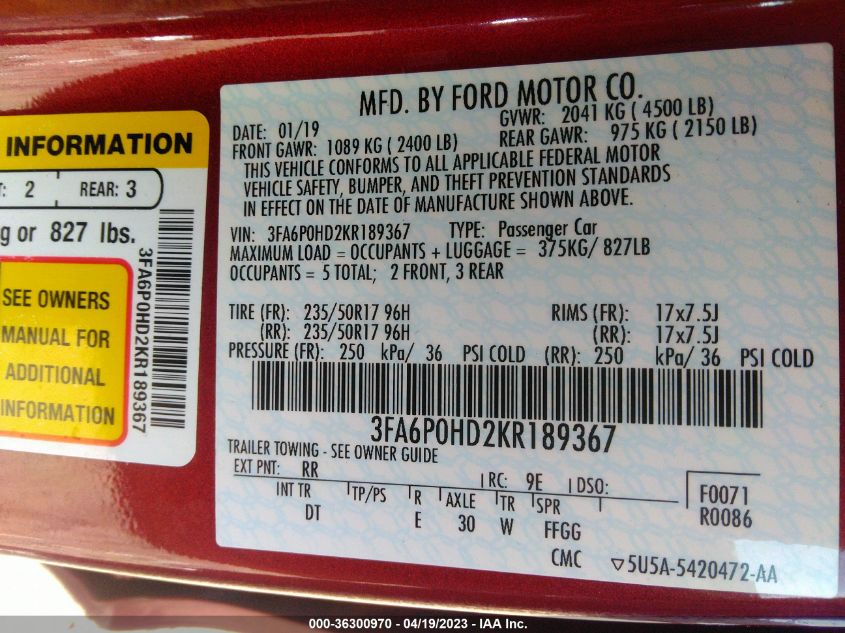 INFORMATION
T: 2 REAR: 3
g or 827 lbs.
SEE OWNERS
MANUAL FOR
ADDITIONAL
INFORMATION
3FA6P0HD2KR189367
MFD. BY FORD MOTOR CO.
DATE: 01/19 GVWR: 2041 KG ( 4500 LB)
FRONT GAWR: 1089 KG ( 2400 LB) REAR GAWR: 975 KG ( 2150 LB)
THIS VEHICLE CONFORMS TO ALL APPLICABLE FEDERAL MOTOR
VEHICLE SAFETY, BUMPER, AND THEFT PREVENTION STANDARDS
IN EFFECT ON THE DATE OF MANUFACTURE SHOWN ABOVE.
VIN: 3FA6P0HD2KR189367 TYPE: Passenger Car
MAXIMUM LOAD = OCCUPANTS + LUGGAGE = 375KG/ 827LB
OCCUPANTS = 5 TOTAL; 2 FRONT, 3 REAR
TIRE (FR): 235/50R17 96H RIMS (FR): 17x7.5J
(RR): 235/50R17 96H (RR): 17x7.5J
PRESSURE (FR): 250 kPa/ 36 PSI COLD (RR): 250 kPa/ 36 PSI COLD
3FA6P0HD2KR189367
TRAILER TOWING - SEE OWNER GUIDE
EXT PNT: RR RC: 9E DSO: F0071
INT TR TP/PS R AXLE TR SPR R0086
DT E 30 W FFGG
CMC ▽5U5A-5420472-AA
000-36300970 - 04/19/2023 - IAA Inc.